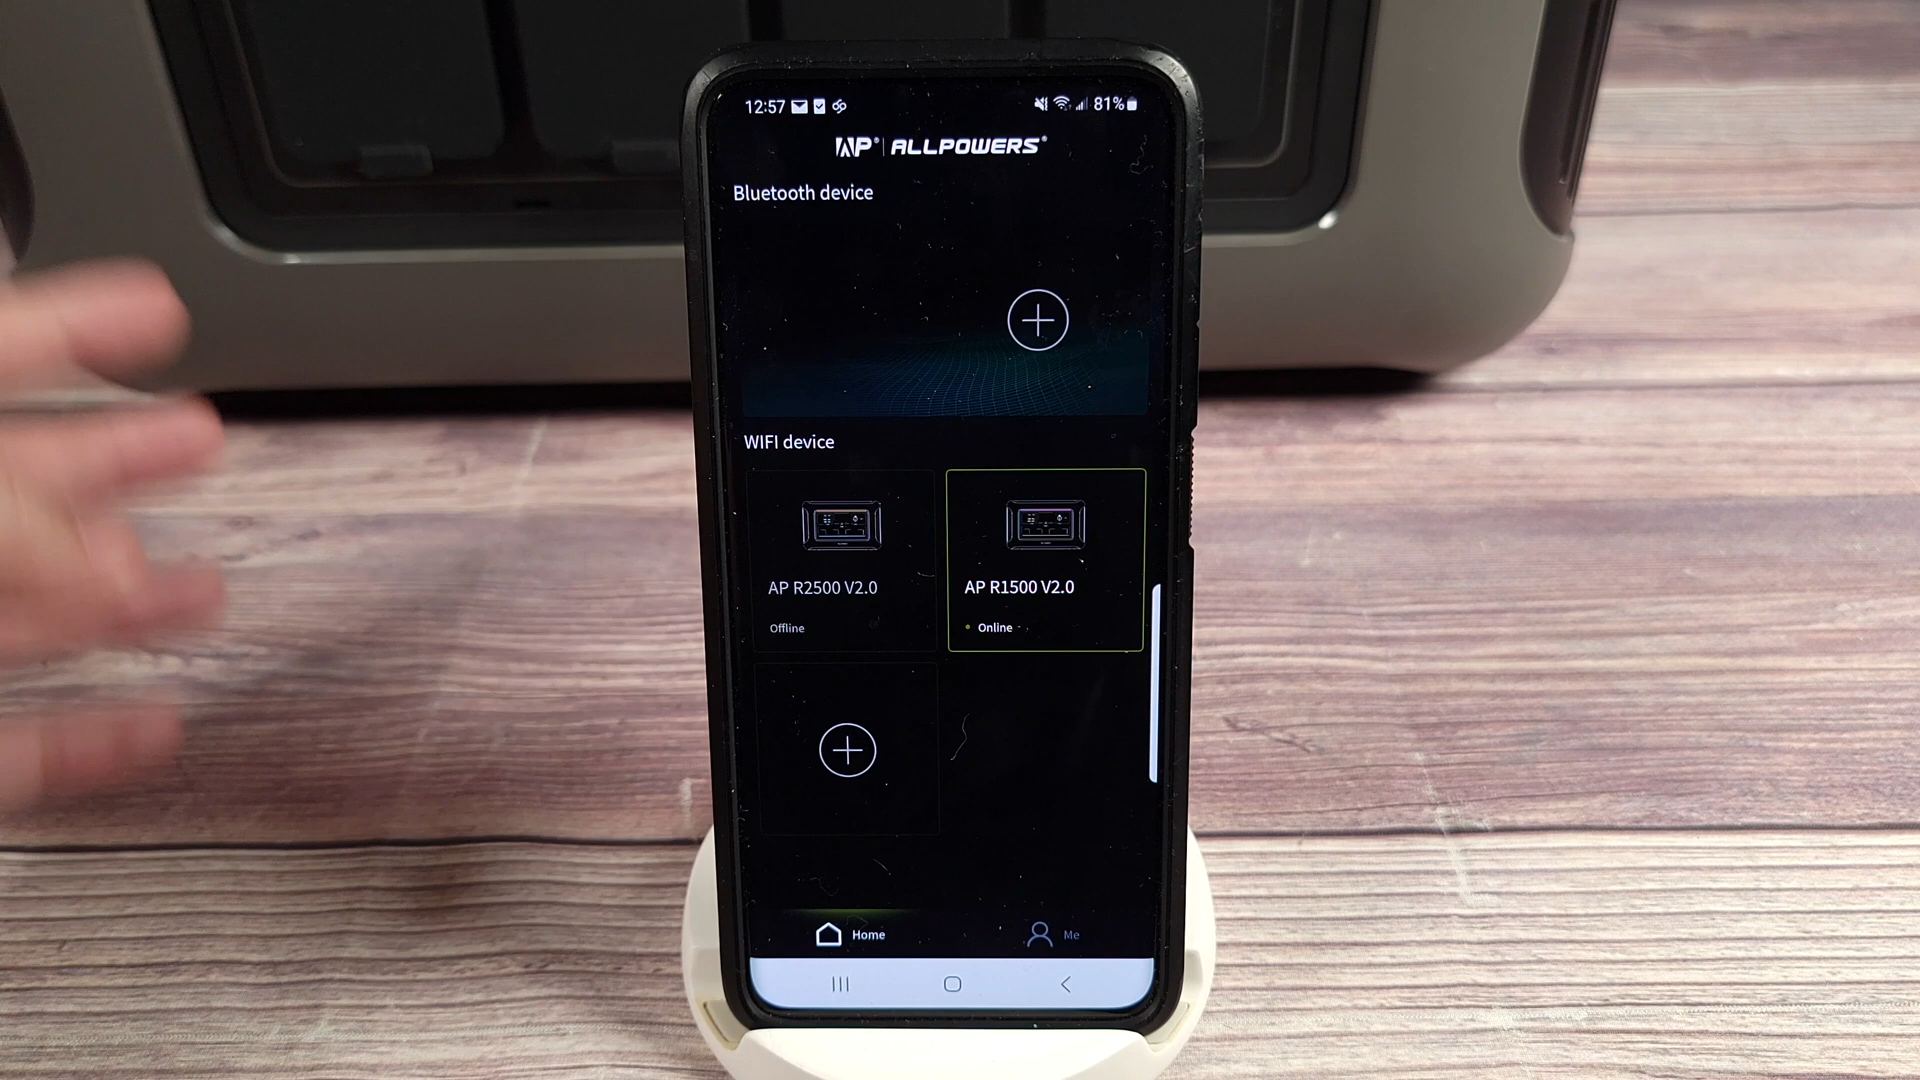 12:57 81%
AP® ALLPOWERS®
Bluetooth device
WIFI device
AP R2500 V2.0
Offline
AP R1500 V2.0
Online
Home
Me